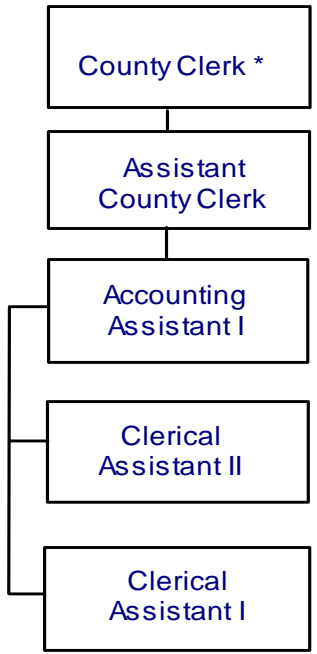 County Clerk *
Assistant
County Clerk
Accounting
Assistant I
Clerical
Assistant II
Clerical
Assistant I